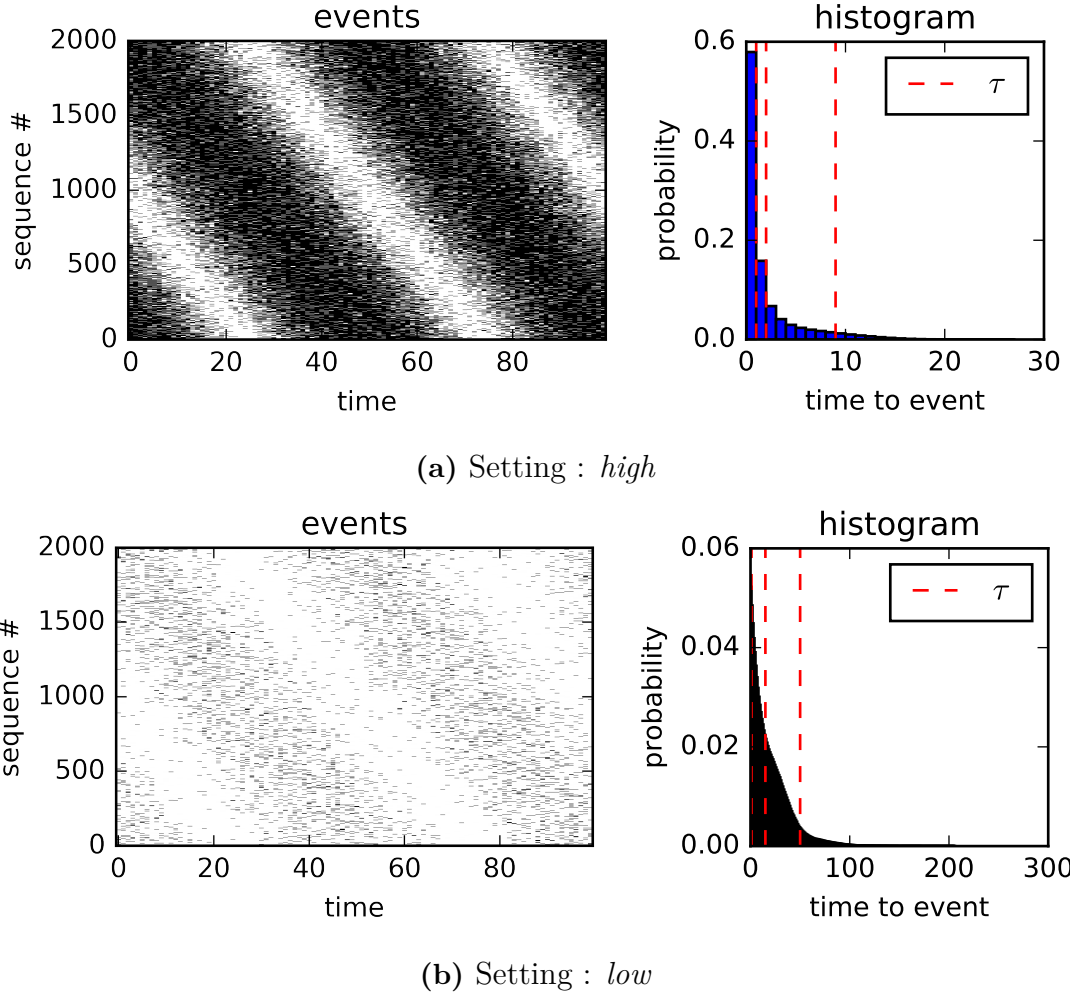 events
2000
1500
1000
500
0
sequence #
0 20 40 60 80
time
histogram
0.6
0.4
0.2
0.0
probability
τ
0 10 20 30
time to event
(a) Setting : high
events
2000
1500
1000
500
0
sequence #
0 20 40 60 80
time
histogram
0.06
0.04
0.02
0.00
probability
τ
0 100 200 300
time to event
(b) Setting : low